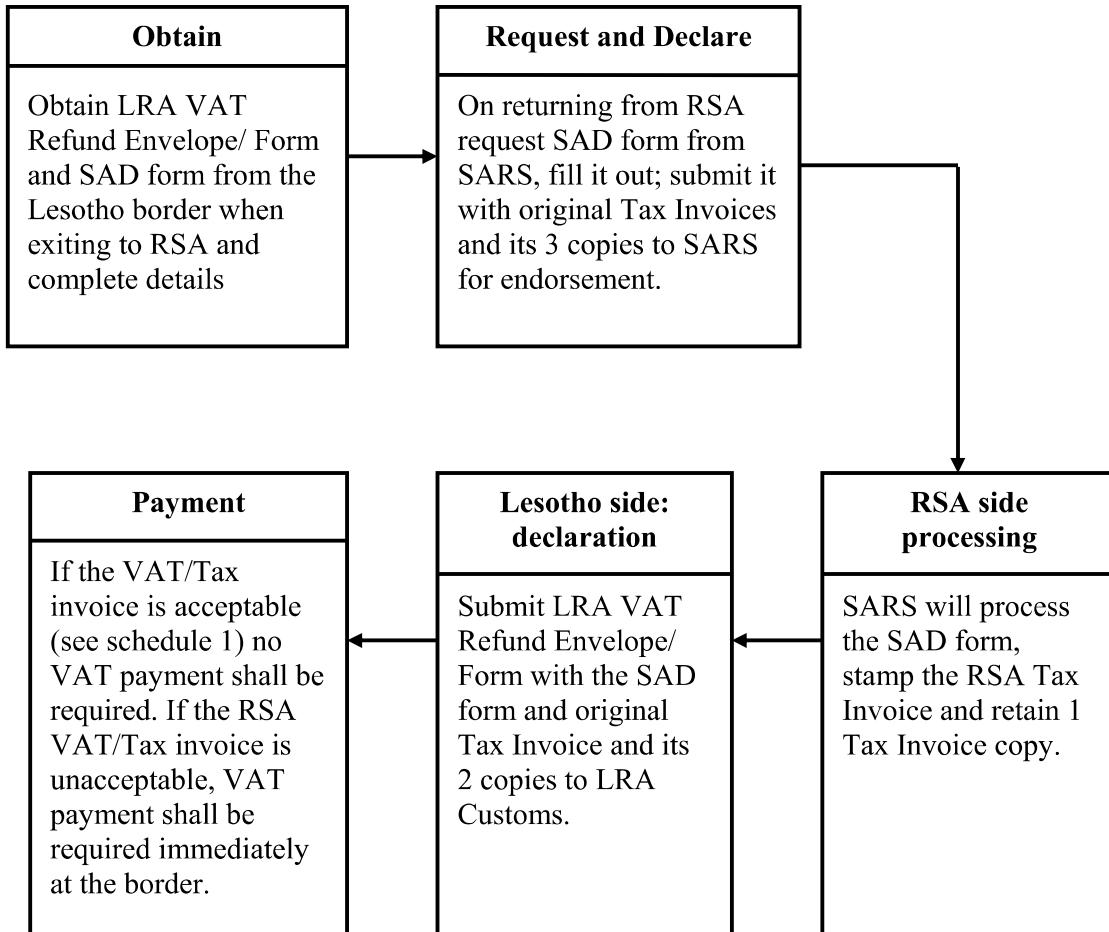 Obtain
Obtain LRA VAT
Refund Envelope/ Form
and SAD form from the
Lesotho border when
exiting to RSA and
complete details
Request and Declare
On returning from RSA
request SAD form from
SARS, fill it out; submit it
with original Tax Invoices
and its 3 copies to SARS
for endorsement.
RSA side
processing
SARS will process
the SAD form,
stamp the RSA Tax
Invoice and retain 1
Tax Invoice copy.
Lesotho side:
declaration
Submit LRA VAT
Refund Envelope/
Form with the SAD
form and original
Tax Invoice and its
2 copies to LRA
Customs.
Payment
If the VAT/Tax
invoice is acceptable
(see schedule 1) no
VAT payment shall be
required. If the RSA
VAT/Tax invoice is
unacceptable, VAT
payment shall be
required immediately
at the border.